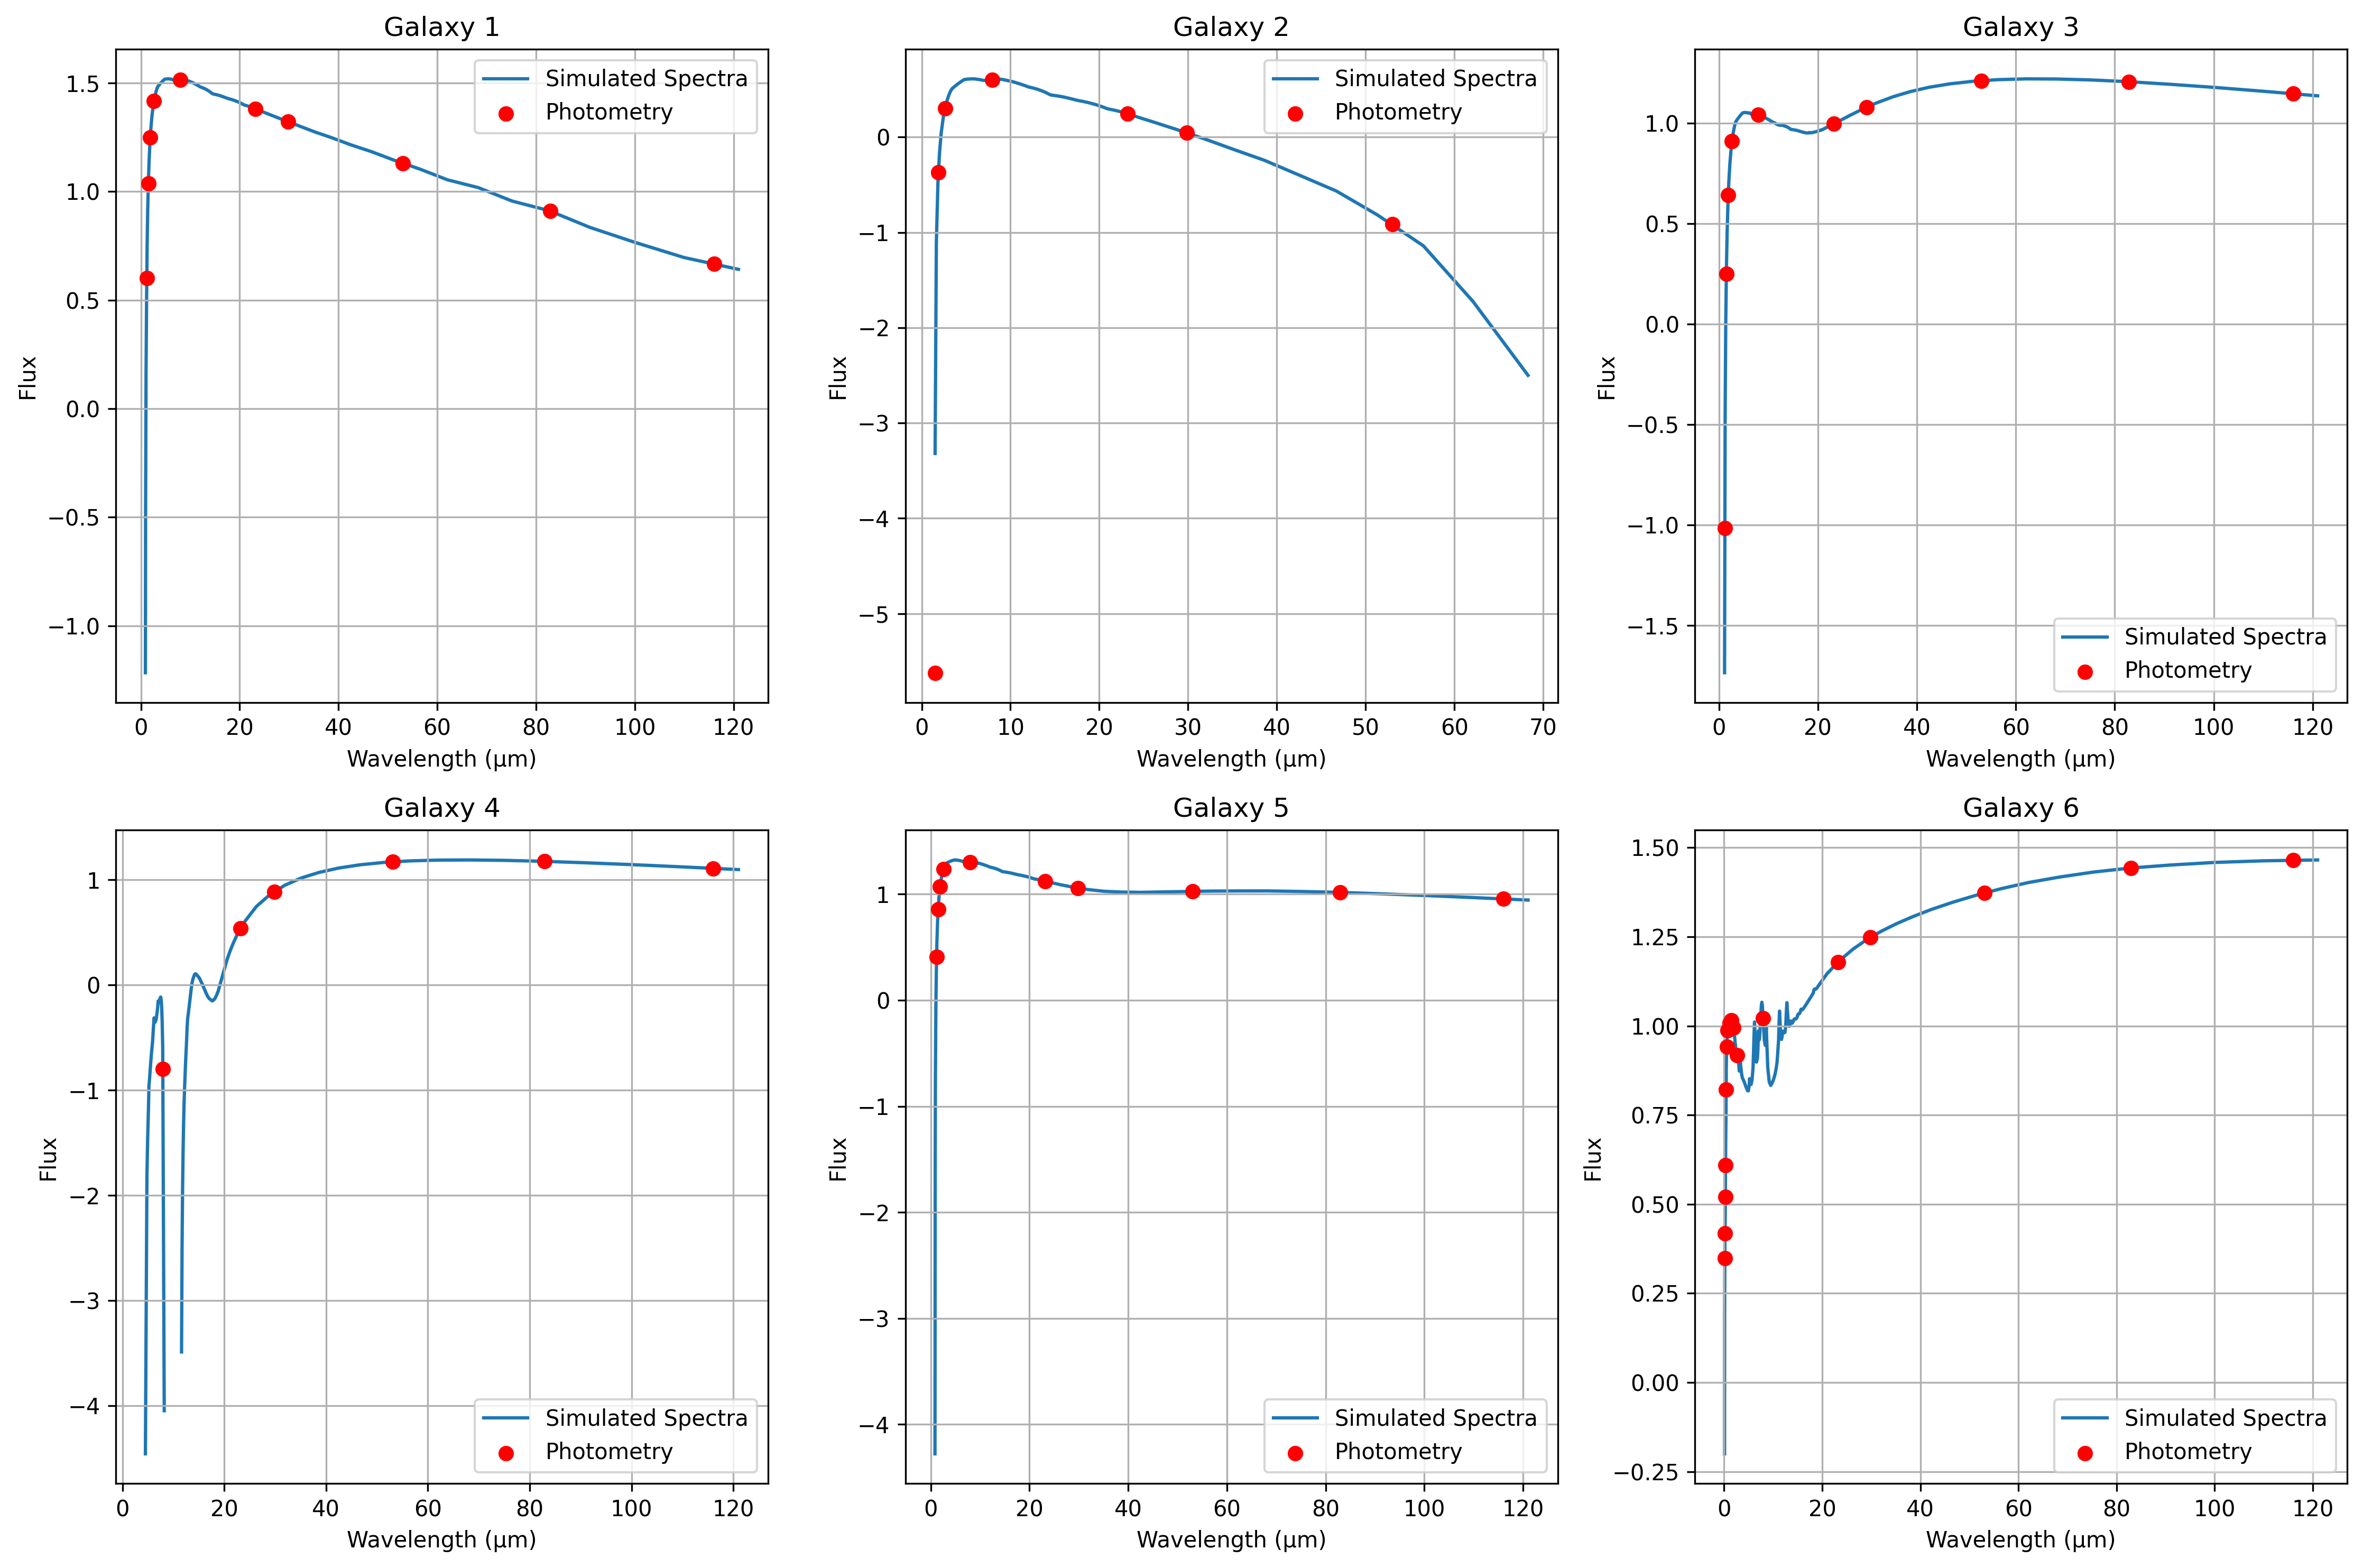 Galaxy 1
Flux
1.5
1.0
0.5
0.0
−0.5
−1.0
Simulated Spectra
Photometry
0 20 40 60 80 100 120
Wavelength (μm)
Galaxy 2
Flux
0
−1
−2
−3
−4
−5
Simulated Spectra
Photometry
0 10 20 30 40 50 60 70
Wavelength (μm)
Galaxy 3
Flux
1.0
0.5
0.0
−0.5
−1.0
−1.5
Simulated Spectra
Photometry
0 20 40 60 80 100 120
Wavelength (μm)
Galaxy 4
Flux
1
0
−1
−2
−3
−4
Simulated Spectra
Photometry
0 20 40 60 80 100 120
Wavelength (μm)
Galaxy 5
Flux
1
0
−1
−2
−3
−4
Simulated Spectra
Photometry
0 20 40 60 80 100 120
Wavelength (μm)
Galaxy 6
Flux
1.50
1.25
1.00
0.75
0.50
0.25
0.00
−0.25
Simulated Spectra
Photometry
0 20 40 60 80 100 120
Wavelength (μm)